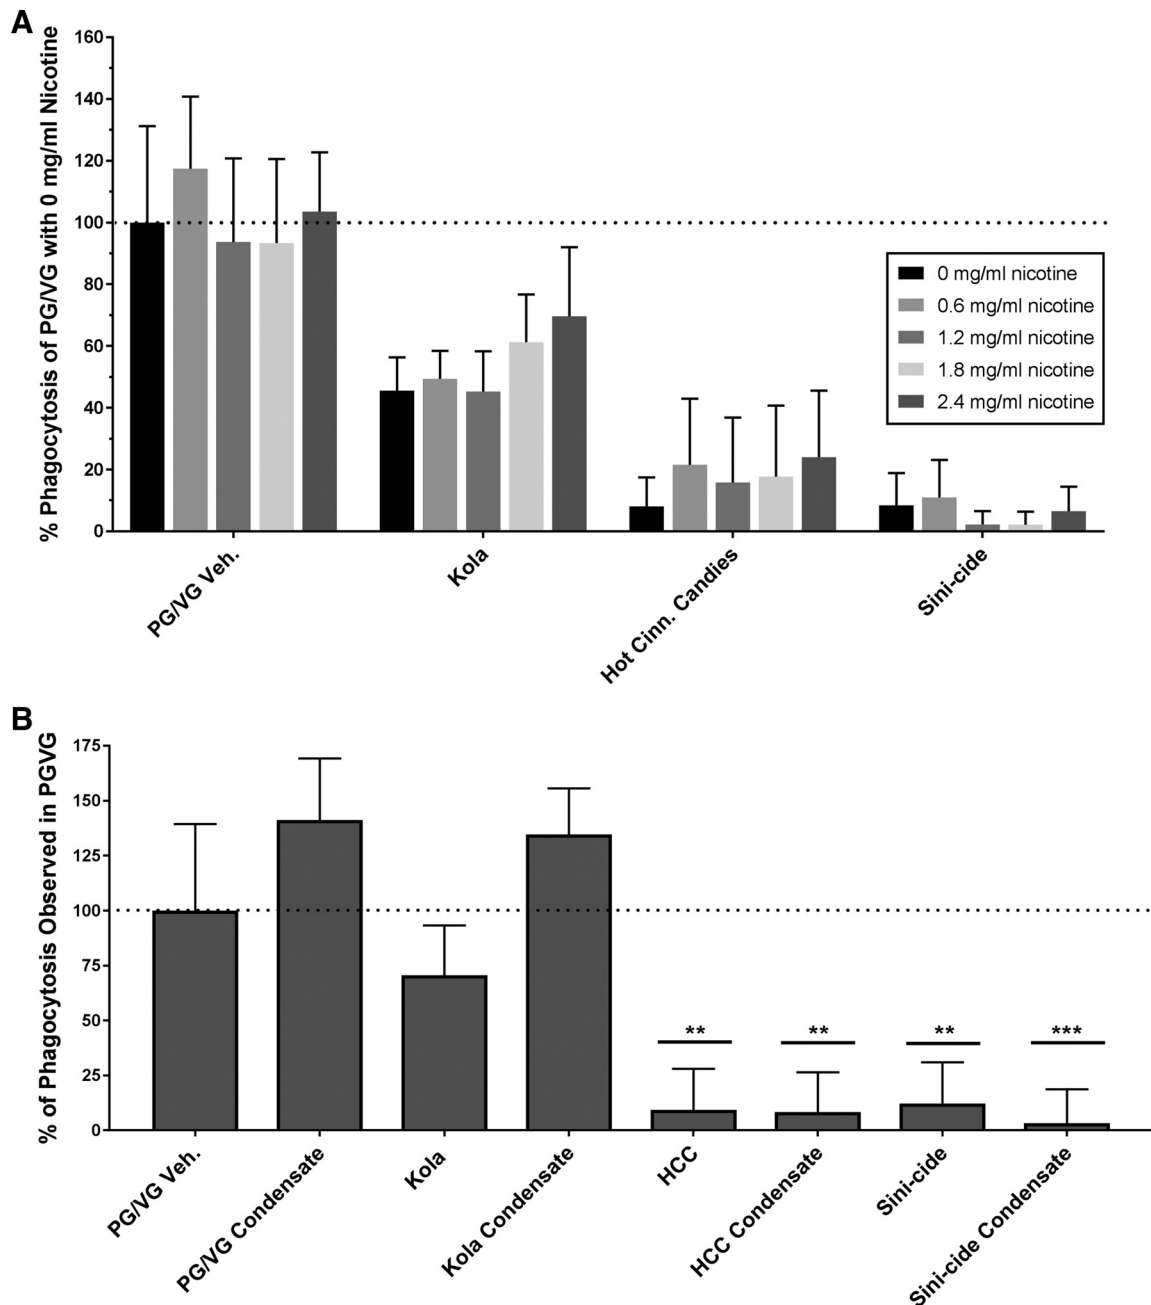 A
% Phagocytosis of PG/VG with 0 mg/ml Nicotine
160
140
120
100
80
60
40
20
0
0 mg/ml nicotine
0.6 mg/ml nicotine
1.2 mg/ml nicotine
1.8 mg/ml nicotine
2.4 mg/ml nicotine
PG/VG Veh.
Kola
Hot Cinn. Candies
Sini-cide
B
% of Phagocytosis Observed in PGVG
175
150
125
100
75
50
25
0
**
**
**
***
PG/VG Veh.
PG/VG Condensate
Kola
Kola Condensate
HCC
HCC Condensate
Sini-cide
Sini-cide Condensate